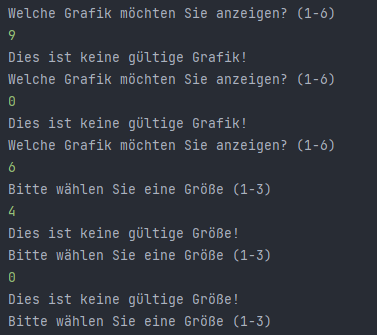 Welche Grafik möchten Sie anzeigen? (1-6)
9
Dies ist keine gültige Grafik!
Welche Grafik möchten Sie anzeigen? (1-6)
0
Dies ist keine gültige Grafik!
Welche Grafik möchten Sie anzeigen? (1-6)
6
Bitte wählen Sie eine Größe (1-3)
4
Dies ist keine gültige Größe!
Bitte wählen Sie eine Größe (1-3)
0
Dies ist keine gültige Größe!
Bitte wählen Sie eine Größe (1-3)